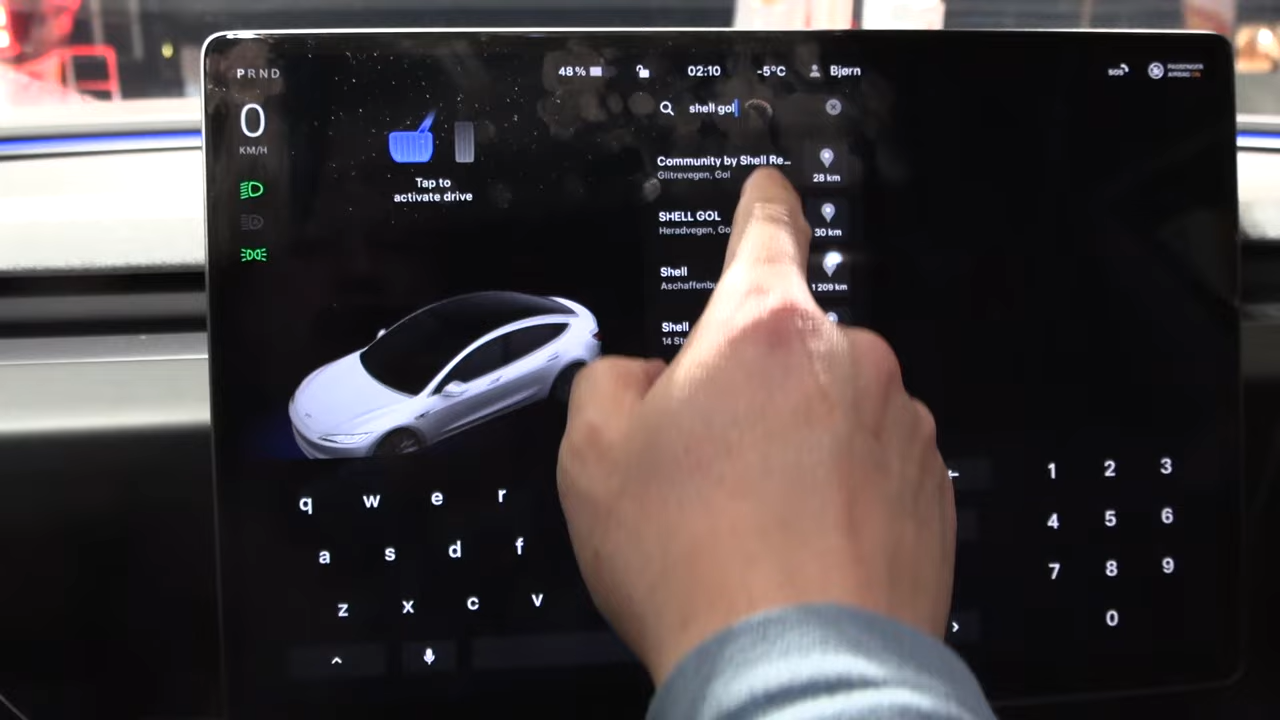 PRND
48% 02:10 -5°C Bjørn
SOS
PASSENGER
AIRBAG ON
0
KM/H
shell gol
Tap to
activate drive
Community by Shell Re...
Glitrevegen, Gol
28 km
SHELL GOL
Heradvegen, Go
30 km
Shell
Aschaffenbu
1 209 km
Shell
14 St
q w e r
1 2 3
a s d f
4 5 6
z x c v
7 8 9
0